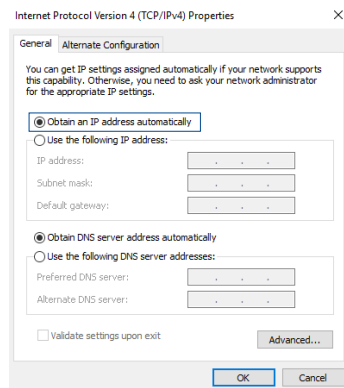 Internet Protocol Version 4 (TCP/IPv4) Properties
General
Alternate Configuration
You can get IP settings assigned automatically if your network supports
this capability. Otherwise, you need to ask your network administrator
for the appropriate IP settings.
Obtain an IP address automatically
Use the following IP address:
IP address:
Subnet mask:
Default gateway:
Obtain DNS server address automatically
Use the following DNS server addresses:
Preferred DNS server:
Alternate DNS server:
Validate settings upon exit
Advanced...
OK
Cancel